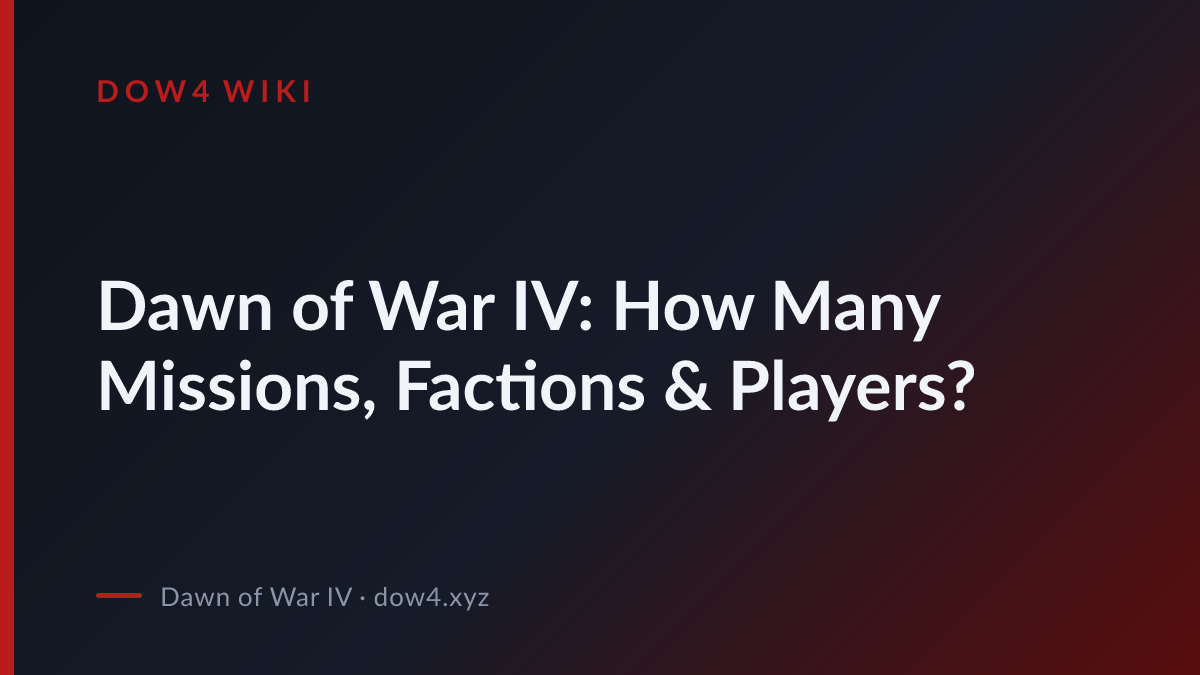 DOW4 WIKI
Dawn of War IV: How Many
Missions, Factions & Players?
Dawn of War IV · dow4.xyz